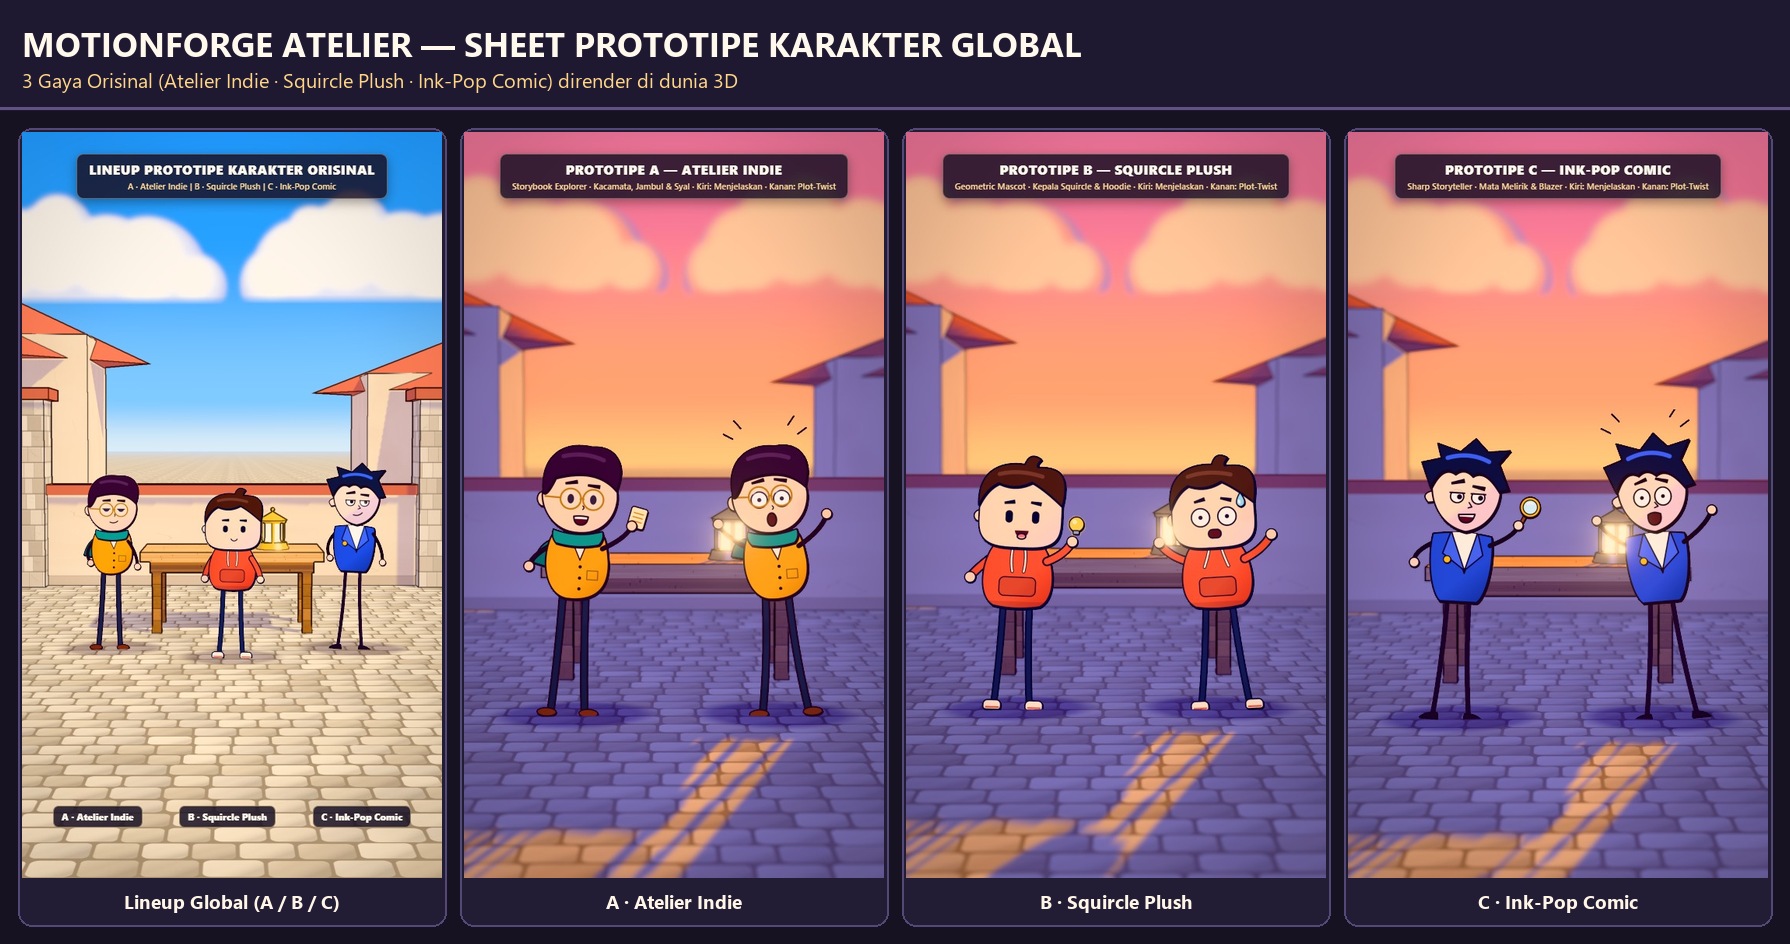 MOTIONFORGE ATELIER — SHEET PROTOTIPE KARAKTER GLOBAL
3 Gaya Orisinal (Atelier Indie · Squircle Plush · Ink-Pop Comic) dirender di dunia 3D
LINEUP PROTOTIPE KARAKTER ORISINAL
A · Atelier Indie | B · Squircle Plush | C · Ink-Pop Comic
A · Atelier Indie
B · Squircle Plush
C · Ink-Pop Comic
Lineup Global (A / B / C)
PROTOTIPE A — ATELIER INDIE
Storybook Explorer · Kacamata, Jambul & Syal · Kiri: Menjelaskan · Kanan: Plot-Twist
A · Atelier Indie
PROTOTIPE B — SQUIRCLE PLUSH
Geometric Mascot · Kepala Squircle & Hoodie · Kiri: Menjelaskan · Kanan: Plot-Twist
B · Squircle Plush
PROTOTIPE C — INK-POP COMIC
Sharp Storyteller · Mata Melirik & Blazer · Kiri: Menjelaskan · Kanan: Plot-Twist
C · Ink-Pop Comic